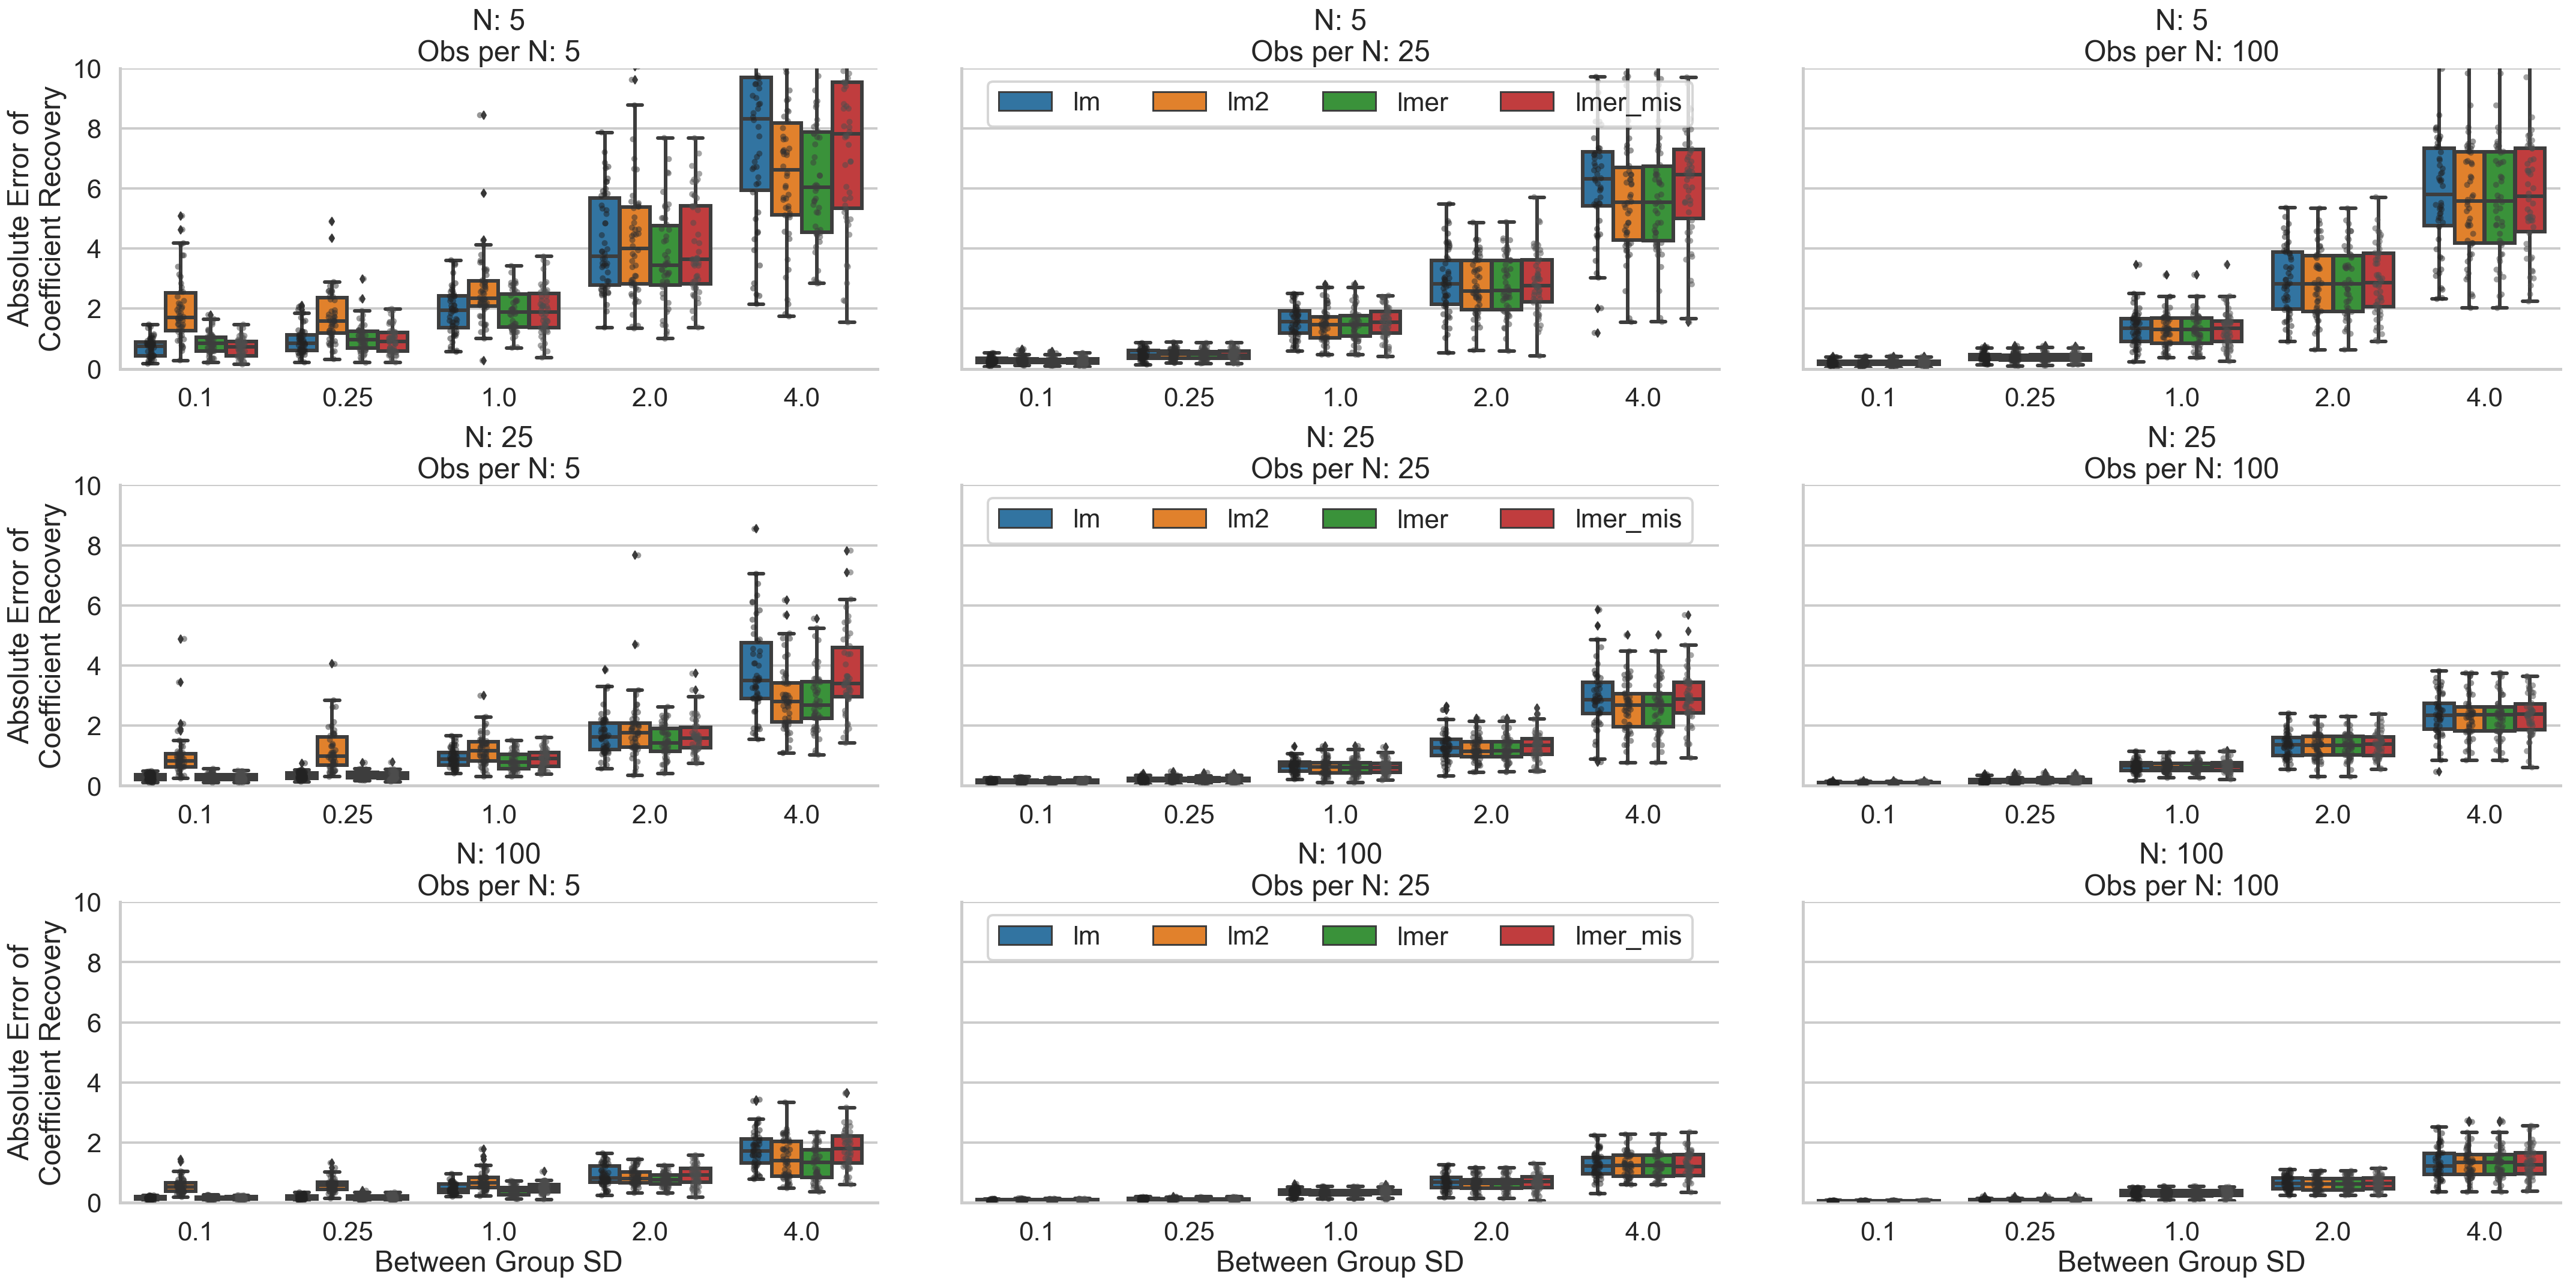 N: 5
Obs per N: 5
N: 5
Obs per N: 25
N: 5
Obs per N: 100
Absolute Error of
Coefficient Recovery
10
8
6
4
2
0
lm lm2 lmer lmer_mis
0.1 0.25 1.0 2.0 4.0
0.1 0.25 1.0 2.0 4.0
0.1 0.25 1.0 2.0 4.0
N: 25
Obs per N: 5
N: 25
Obs per N: 25
N: 25
Obs per N: 100
Absolute Error of
Coefficient Recovery
10
8
6
4
2
0
lm lm2 lmer lmer_mis
0.1 0.25 1.0 2.0 4.0
0.1 0.25 1.0 2.0 4.0
0.1 0.25 1.0 2.0 4.0
N: 100
Obs per N: 5
N: 100
Obs per N: 25
N: 100
Obs per N: 100
Absolute Error of
Coefficient Recovery
10
8
6
4
2
0
lm lm2 lmer lmer_mis
0.1 0.25 1.0 2.0 4.0
Between Group SD
0.1 0.25 1.0 2.0 4.0
Between Group SD
0.1 0.25 1.0 2.0 4.0
Between Group SD